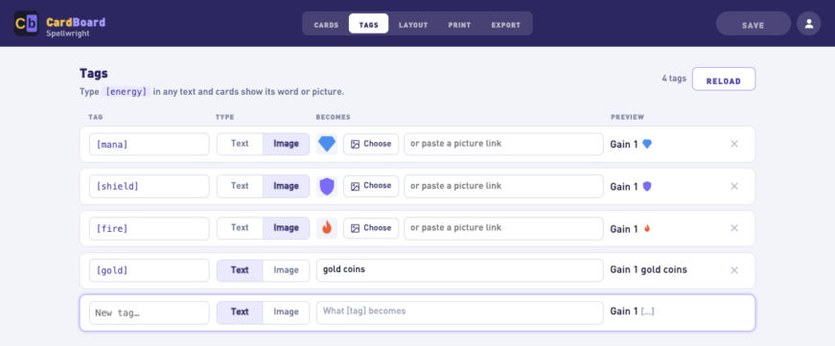 Cb CardBoard
Spellwright
CARDS TAGS LAYOUT PRINT EXPORT
SAVE
Tags
Type [energy] in any text and cards show its word or picture.
4 tags RELOAD
TAG TYPE BECOMES PREVIEW
[mana] Text Image Choose or paste a picture link Gain 1
[shield] Text Image Choose or paste a picture link Gain 1
[fire] Text Image Choose or paste a picture link Gain 1
[gold] Text Image gold coins Gain 1 gold coins
New tag… Text Image What [tag] becomes Gain 1 […]